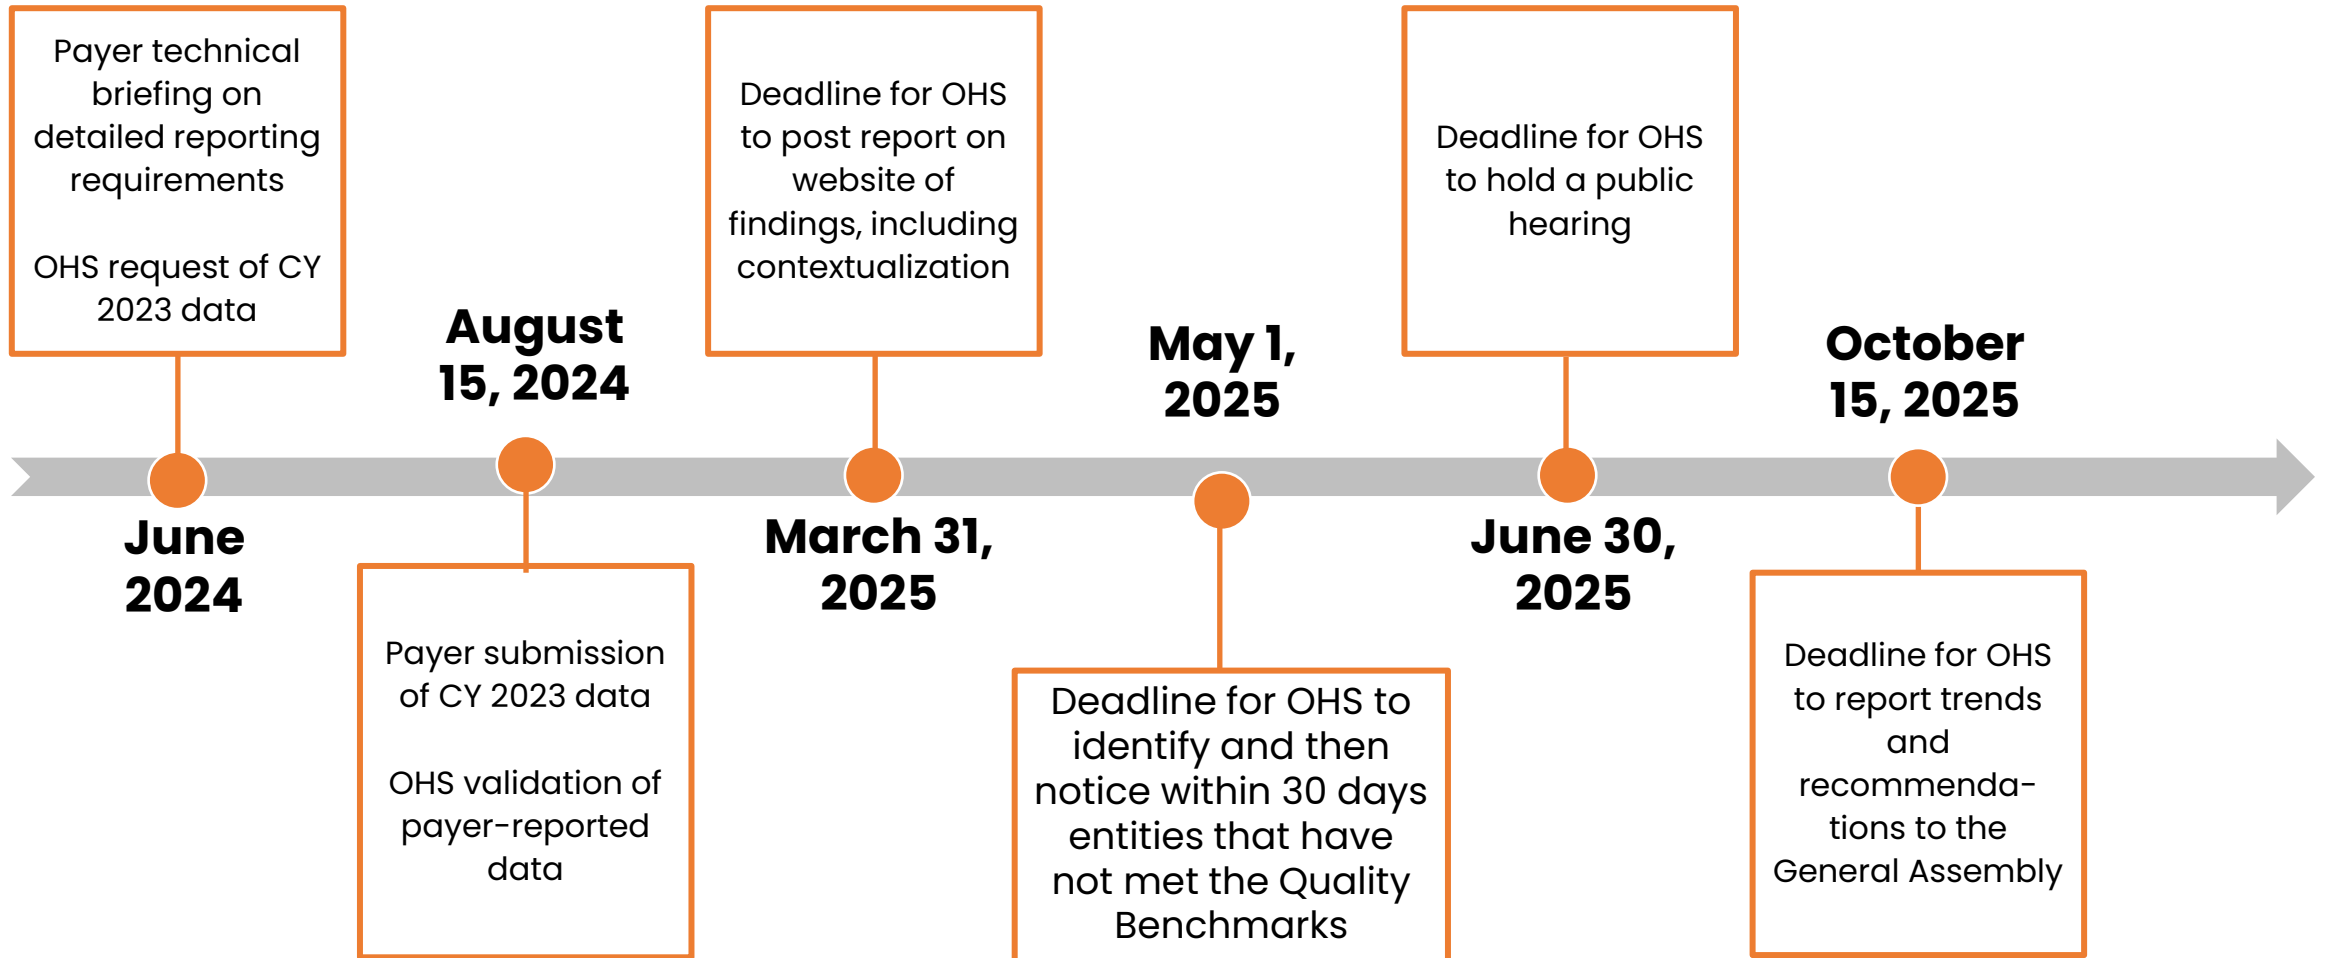 Payer technical
briefing on
detailed reporting
requirements
OHS request of CY
2023 data
June
2024
August
15, 2024
Payer submission
of CY 2023 data
OHS validation of
payer-reported
data
Deadline for OHS
to post report on
website of
findings, including
contextualization
March 31,
2025
May 1,
2025
Deadline for OHS to
identify and then
notice within 30 days
entities that have
not met the Quality
Benchmarks
Deadline for OHS
to hold a public
hearing
June 30,
2025
October
15, 2025
Deadline for OHS
to report trends
and
recommenda-
tions to the
General Assembly